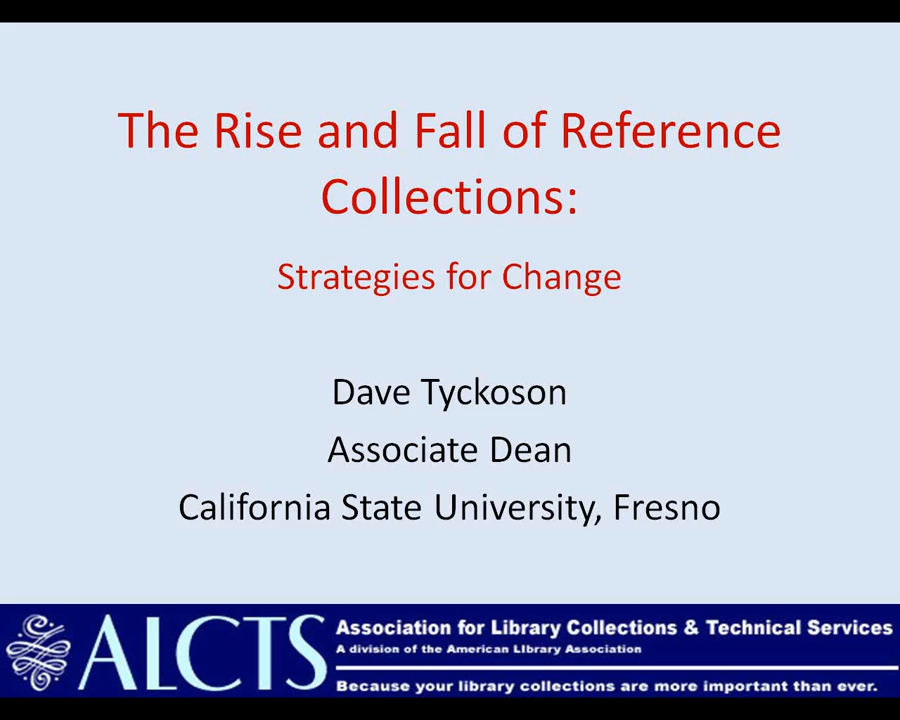 The Rise and Fall of Reference
Collections:
Strategies for Change
Dave Tyckoson
Associate Dean
California State University, Fresno
ALCTS
Association for Library Collections & Technical Services
A division of the American Library Association
Because your library collections are more important than ever.